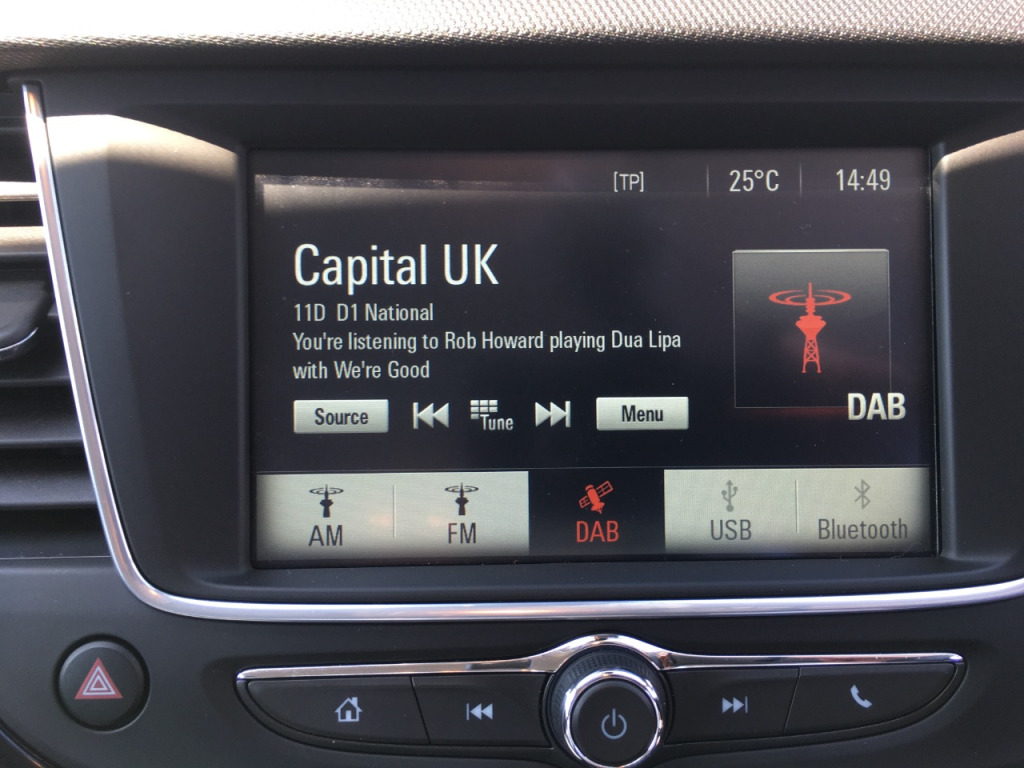 [TP] 25°C 14:49
Capital UK
11D D1 National
You're listening to Rob Howard playing Dua Lipa
with We're Good
Source Tune Menu
DAB
AM FM DAB USB Bluetooth